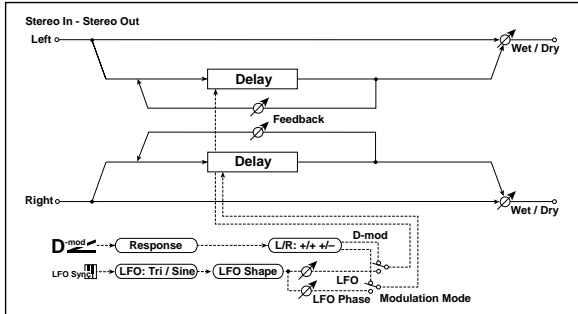 Stereo In - Stereo Out
Left
Wet / Dry
Delay
Feedback
Delay
Right
Wet / Dry
D-mod
Response
L/R: +/+ +/–
D-mod
LFO Sync
LFO: Tri / Sine
LFO Shape
LFO
LFO Phase
Modulation Mode